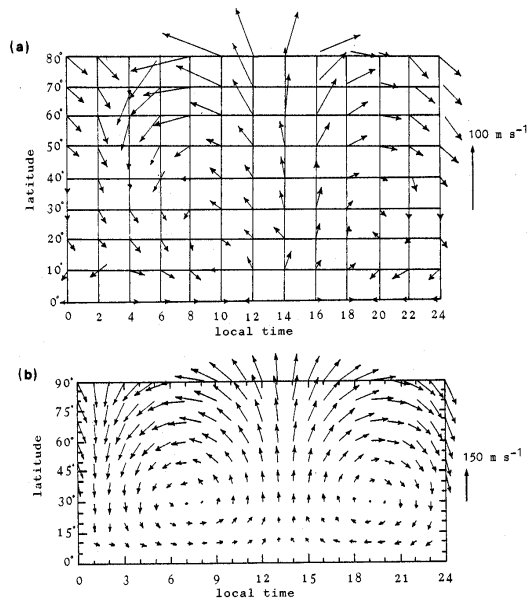 (a)
80°
70°
60°
50°
40°
30°
20°
10°
0°
latitude
100 m s⁻¹
0 2 4 6 8 10 12 14 16 18 20 22 24
local time
(b)
90°
75°
60°
45°
30°
15°
0°
latitude
150 m s⁻¹
0 3 6 9 12 13 15 18 21 24
local time